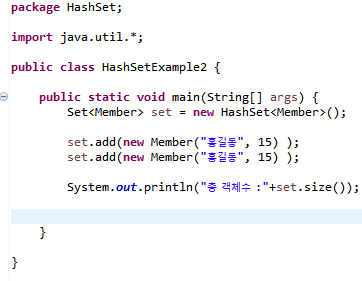 package HashSet;
import java.util.*;
public class HashSetExample2 {
public static void main(String[] args) {
Set<Member> set = new HashSet<Member>();
set.add(new Member("홍길동", 15) );
set.add(new Member("홍길동", 15) );
System.out.println("총 객체수 :"+set.size());
}
}